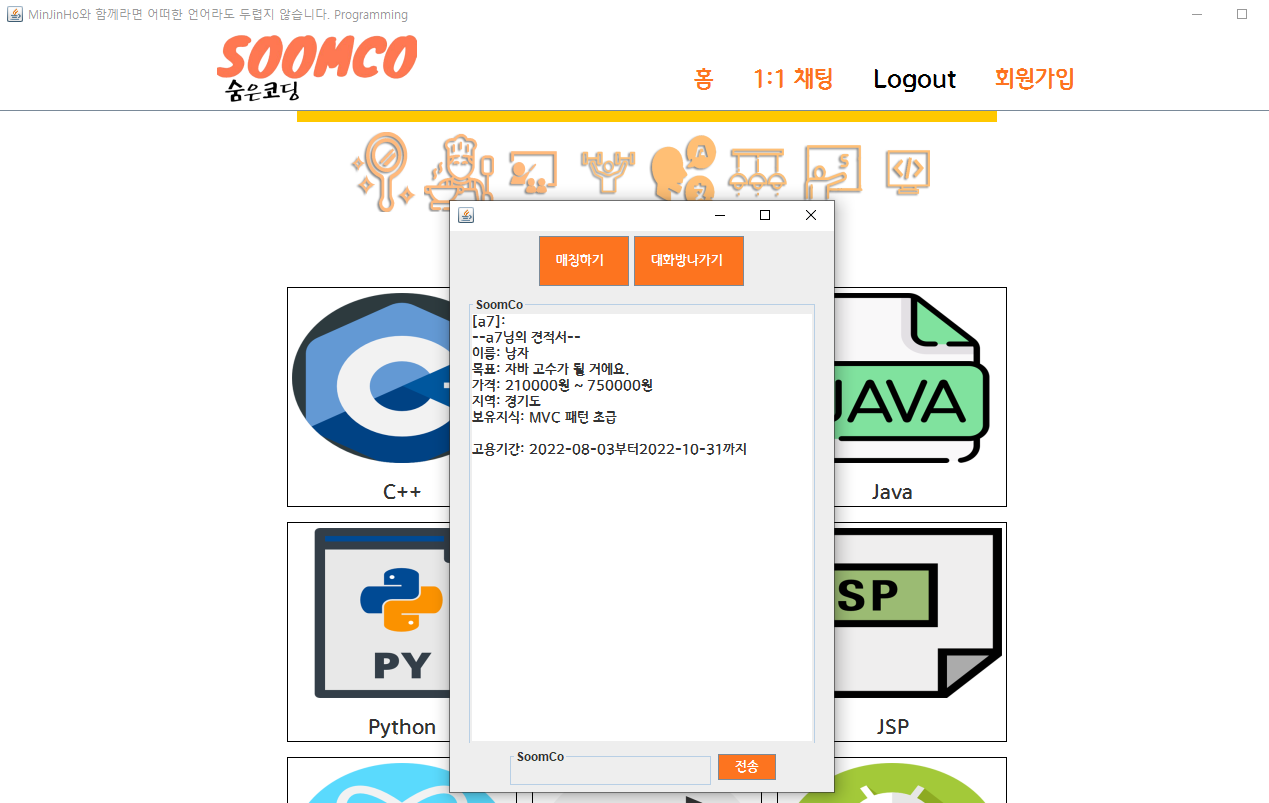 MinJinHo와 함께라면 어떠한 언어라도 두렵지 않습니다. Programming
SOOMCO
숨은코딩
홈 1:1 채팅 Logout 회원가입
매칭하기 대화방나가기
SoomCo
[a7]:
--a7님의 견적서--
이름: 낭자
목표: 자바 고수가 될 거에요.
가격: 210000원 ~ 750000원
지역: 경기도
보유지식: MVC 패턴 초급
고용기간: 2022-08-03부터2022-10-31까지
JAVA
C++ Java
PY
SP
Python JSP
SoomCo
전송